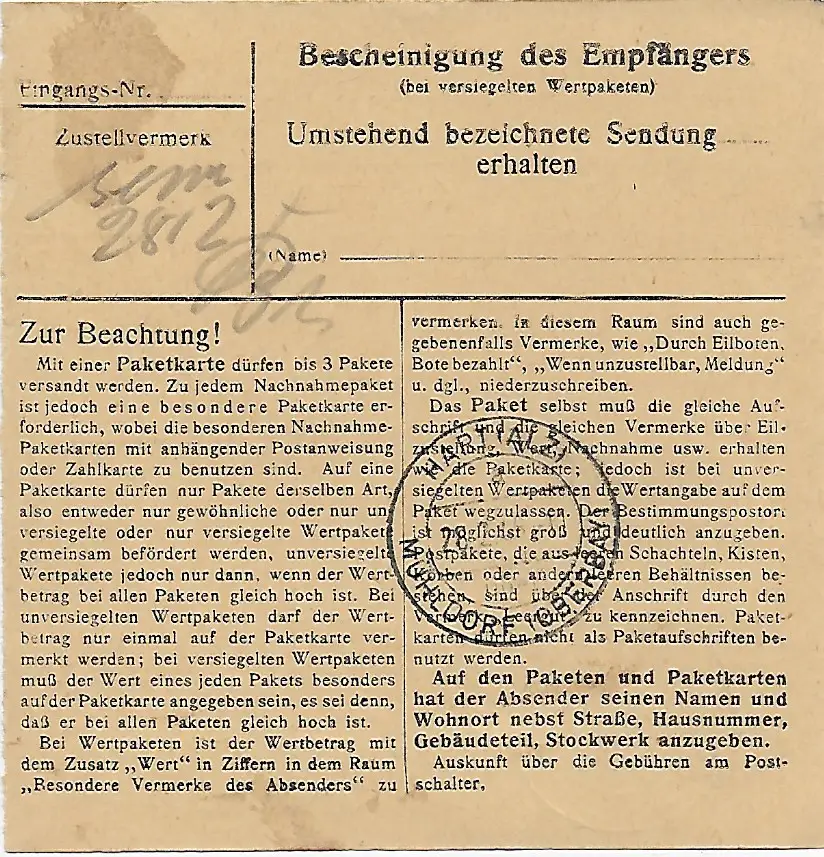 Eingangs-Nr.
Zustellvermerk
2812
Bescheinigung des Empfängers
(bei versiegelten Wertpaketen)
Umstehend bezeichnete Sendung
erhalten
(Name)
Zur Beachtung!
Mit einer Paketkarte dürfen bis 3 Pakete
versandt werden. Zu jedem Nachnahmepaket
ist jedoch eine besondere Paketkarte er-
forderlich, wobei die besonderen Nachnahme-
Paketkarten mit anhängender Postanweisung
oder Zahlkarte zu benutzen sind. Auf eine
Paketkarte dürfen nur Pakete derselben Art,
also entweder nur gewöhnliche oder nur un
versiegelte oder nur versiegelte Wertpakete
gemeinsam befördert werden, unversiegelte
Wertpakete jedoch nur dann, wenn der Wert-
betrag bei allen Paketen gleich hoch ist. Bei
unversiegelten Wertpaketen darf der Wert-
betrag nur einmal auf der Paketkarte ver-
merkt werden; bei versiegelten Wertpaketen
muß der Wert eines jeden Pakets besonders
auf der Paketkarte angegeben sein, es sei denn,
daß er bei allen Paketen gleich hoch ist.
Bei Wertpaketen ist der Wertbetrag mit
dem Zusatz „Wert“ in Ziffern in dem Raum
„Besondere Vermerke des Absenders“ zu
vermerken. In diesem Raum sind auch ge-
gebenenfalls Vermerke, wie „Durch Eilboten,
Bote bezahlt“, „Wenn unzustellbar, Meldung“
u. dgl., niederzuschreiben.
Das Paket selbst muß die gleiche Auf-
schrift und die gleichen Vermerke über Eil-
zustellung, Wert, Nachnahme usw. erhalten
wie die Paketkarte; jedoch ist bei unver-
siegelten Wertpaketen die Wertangabe auf dem
Paket wegzulassen. Der Bestimmungspostort
ist möglichst groß und deutlich anzugeben.
Postpakete, die aus Schachteln, Kisten,
Körben oder anderen Behältnissen be-
stehen, sind über Anschrift durch den
zu kennzeichnen. Paket-
karten dürfen nicht als Paketaufschriften be-
nutzt werden.
Auf den Paketen und Paketkarten
hat der Absender seinen Namen und
Wohnort nebst Straße, Hausnummer,
Gebäudeteil, Stockwerk anzugeben.
Auskunft über die Gebühren am Post-
schalter.
HART (ALZ)
28
MÜHLDORF (OBERBAY)